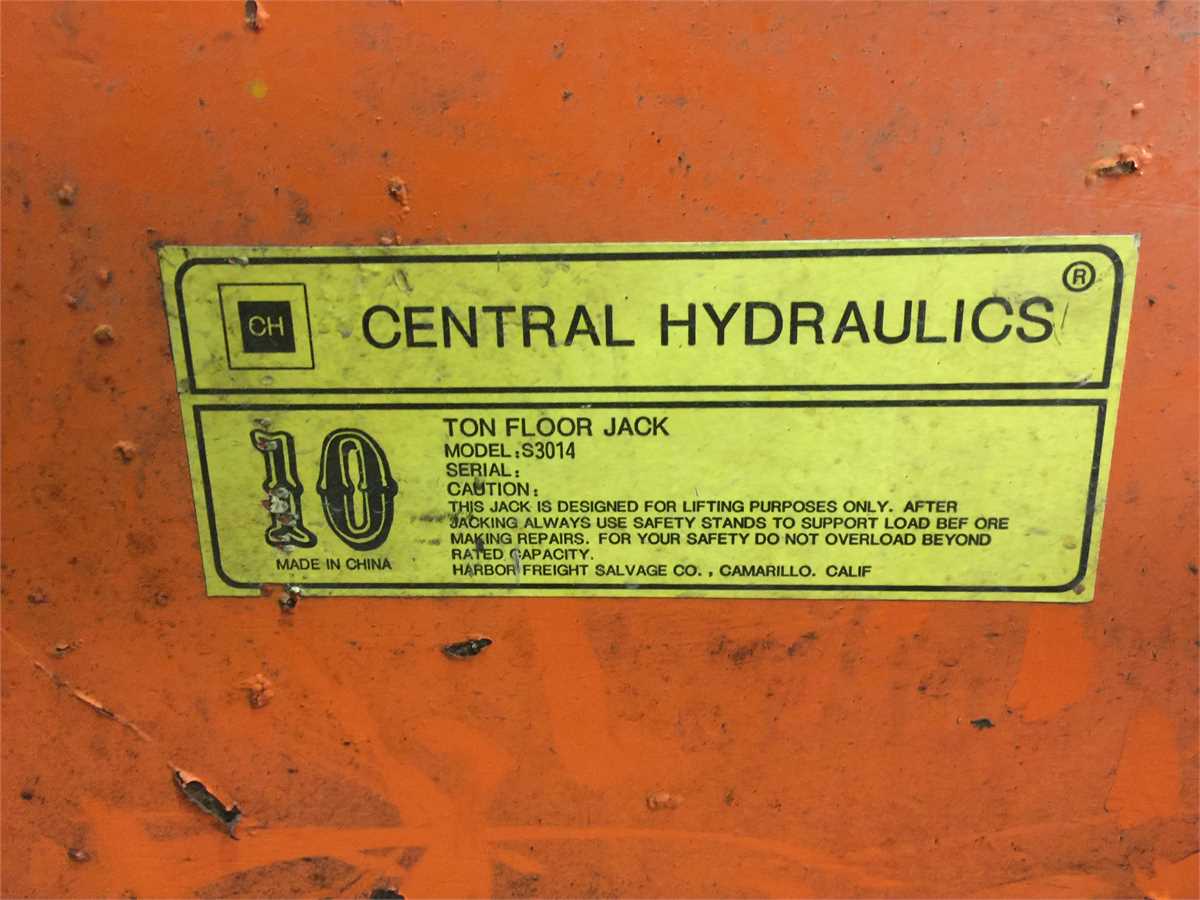 CH
CENTRAL HYDRAULICS ®
10
TON FLOOR JACK
MODEL:S3014
SERIAL:
CAUTION:
THIS JACK IS DESIGNED FOR LIFTING PURPOSES ONLY. AFTER
JACKING ALWAYS USE SAFETY STANDS TO SUPPORT LOAD BEF ORE
MAKING REPAIRS. FOR YOUR SAFETY DO NOT OVERLOAD BEYOND
RATED CAPACITY.
HARBOR FREIGHT SALVAGE CO., CAMARILLO. CALIF
MADE IN CHINA